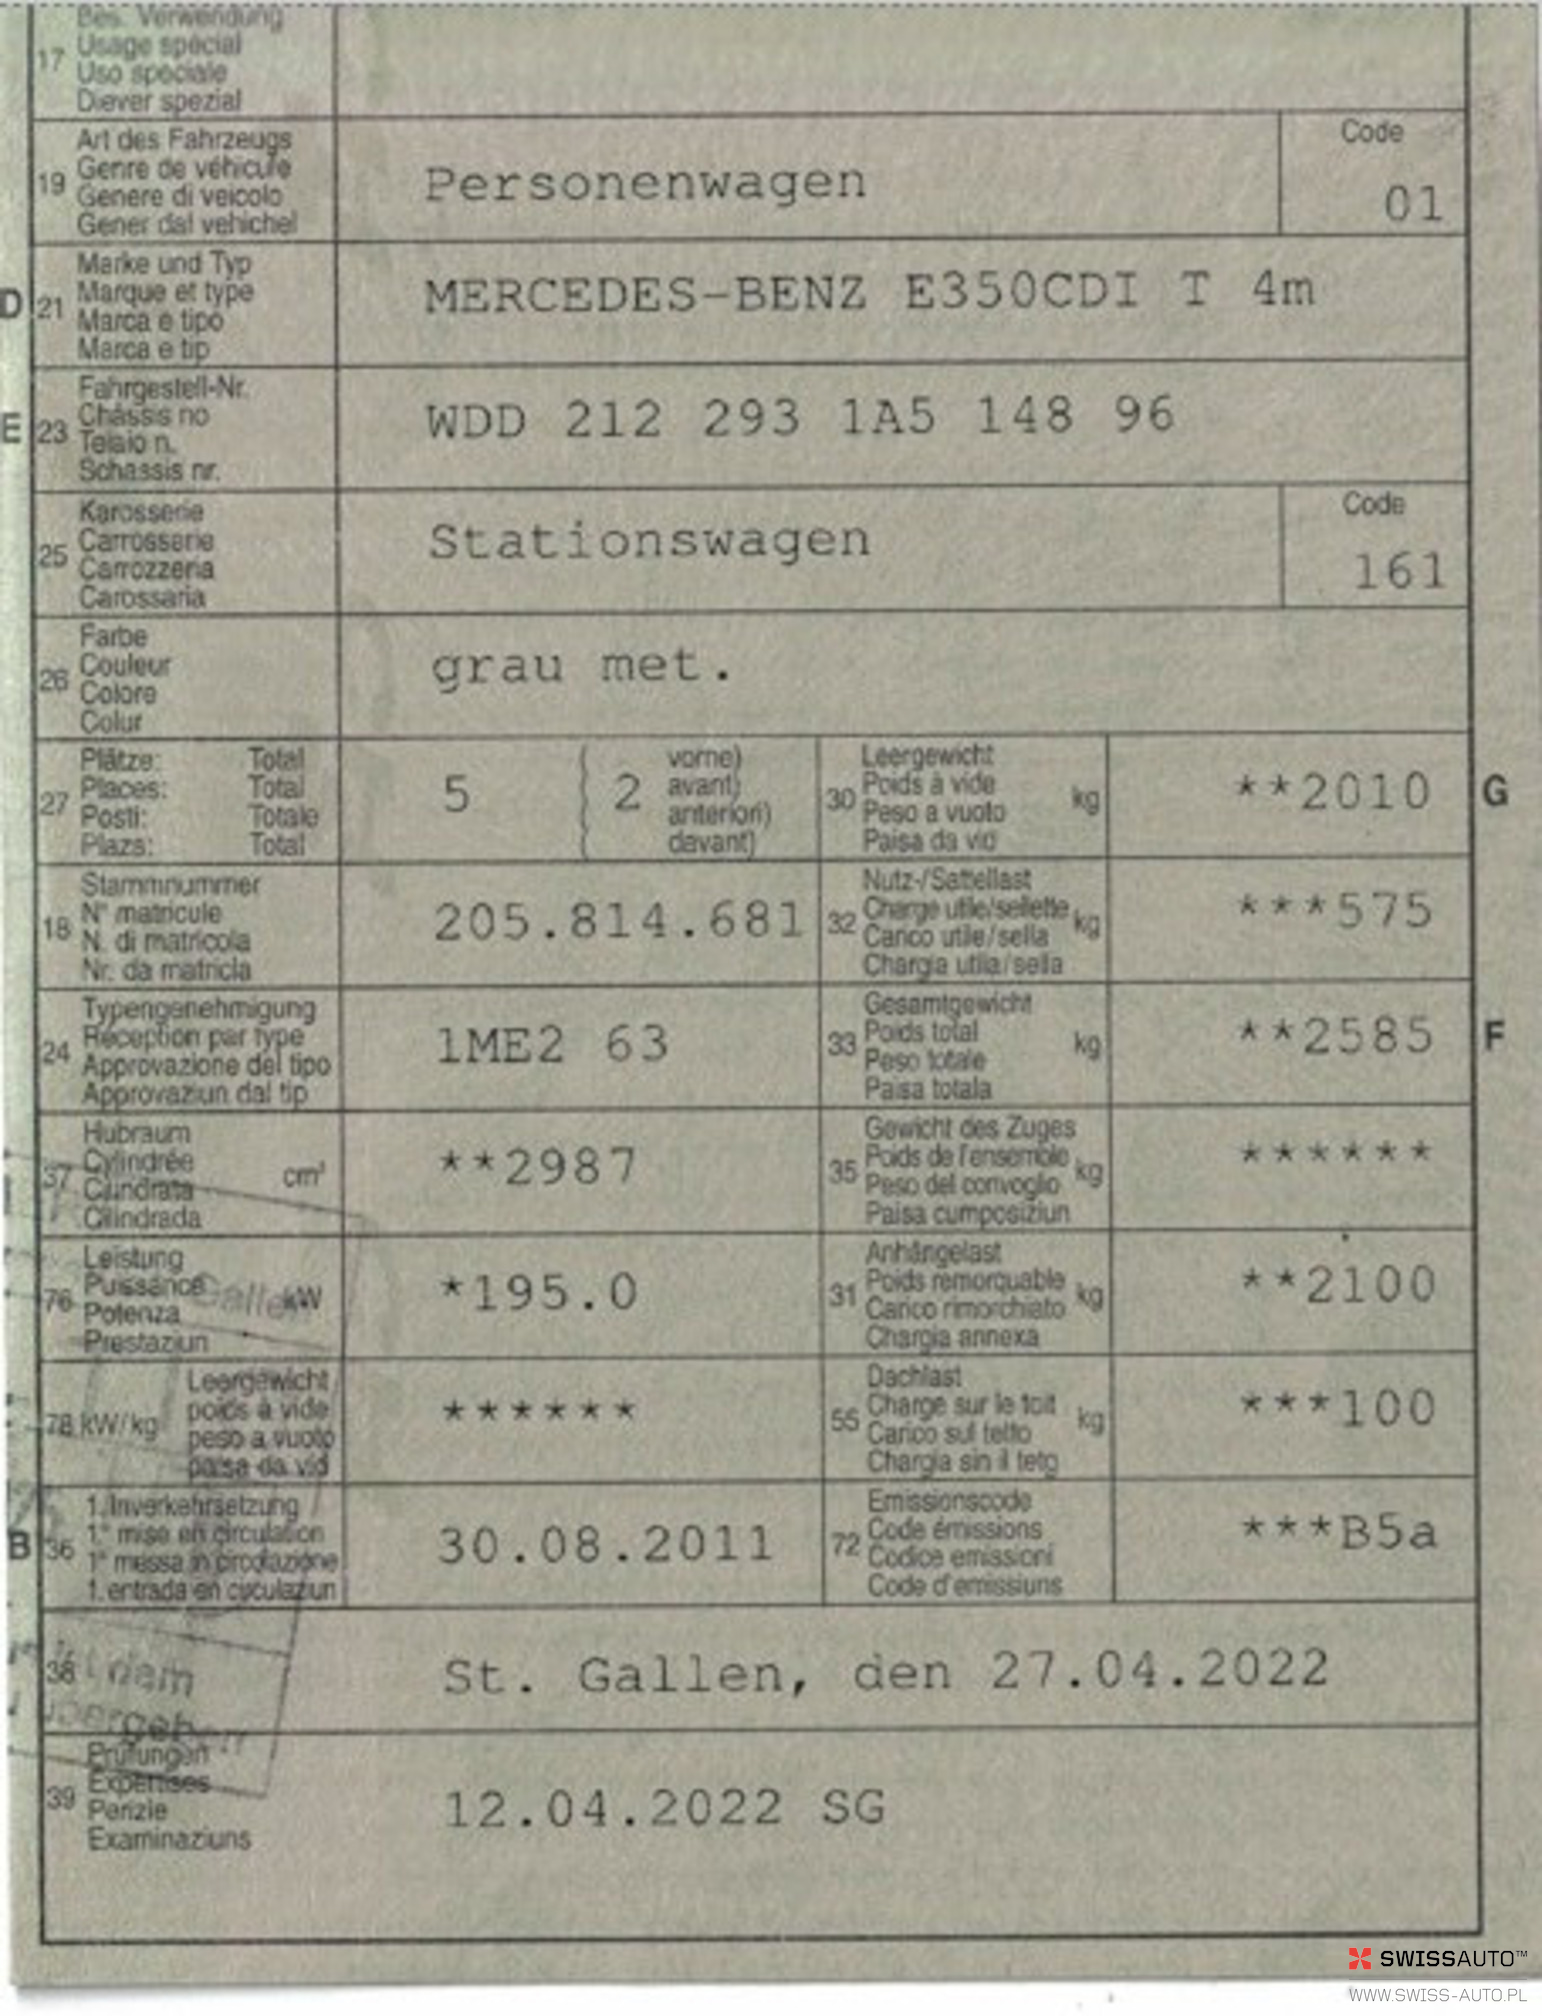 Bes. Verwendung
17 Usage spécial
Uso speciale
Diever spezial
Art des Fahrzeugs
19 Genre de véhicule
Genere di veicolo
Gener dal vehichel
Personenwagen
Code
01
D 21 Marke und Typ
Marque et type
Marca e tipo
Marca e tip
MERCEDES-BENZ E350CDI T 4m
E 23 Fahrgestell-Nr.
Châssis no
Telaio n.
Schassis nr.
WDD 212 293 1A5 148 96
25 Karosserie
Carrosserie
Carrozzeria
Carossaria
Stationswagen
Code
161
26 Farbe
Couleur
Colore
Colur
grau met.
27 Plätze: Total
Places: Total
Posti: Totale
Plazs: Total
5 ( 2 vorne)
avant)
anteriori)
davant)
30 Leergewicht
Poids à vide kg
Peso a vuoto
Paisa da vid
**2010 G
18 Stammnummer
N° matricule
N. di matricola
Nr. da matricla
205.814.681
32 Nutz-/Sattellast
Charge utile/sellette kg
Carico utile/sella
Chargia utila/sella
***575
24 Typengenehmigung
Réception par type
Approvazione del tipo
Approvaziun dal tip
1ME2 63
33 Gesamtgewicht
Poids total kg
Peso totale
Paisa totala
**2585 F
37 Hubraum
Cylindrée cm³
Cilindrata
Cilindrada
**2987
35 Gewicht des Zuges
Poids de l'ensemble kg
Peso del convoglio
Paisa cumposiziun
******
76 Leistung
Puissance kW
Potenza
Prestaziun
*195.0
31 Anhängelast
Poids remorquable kg
Carico rimorchiato
Chargia annexa
**2100
78 kW/kg Leergewicht
poids à vide
peso a vuoto
paisa da vid
******
55 Dachlast
Charge sur le toit kg
Carico sul tetto
Chargia sin il tetg
***100
B 36 1. Inverkehrsetzung
1re mise en circulation
1a messa in circolazione
1. entrada en circulaziun
30.08.2011
72 Emissionscode
Code émissions
Codice emissioni
Code d'emissiuns
***B5a
38
St. Gallen, den 27.04.2022
39 Prüfungen
Expertises
Perizie
Examinaziuns
12.04.2022 SG
SWISSAUTO™
WWW.SWISS-AUTO.PL